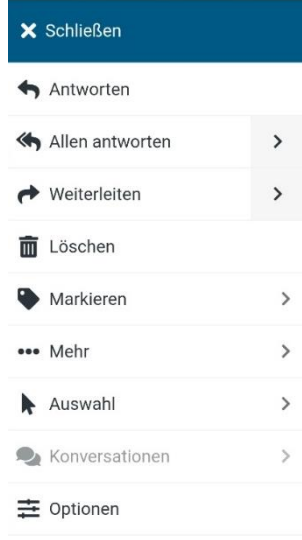 Schließen
Antworten
Allen antworten
Weiterleiten
Löschen
Markieren
Mehr
Auswahl
Konversationen
Optionen